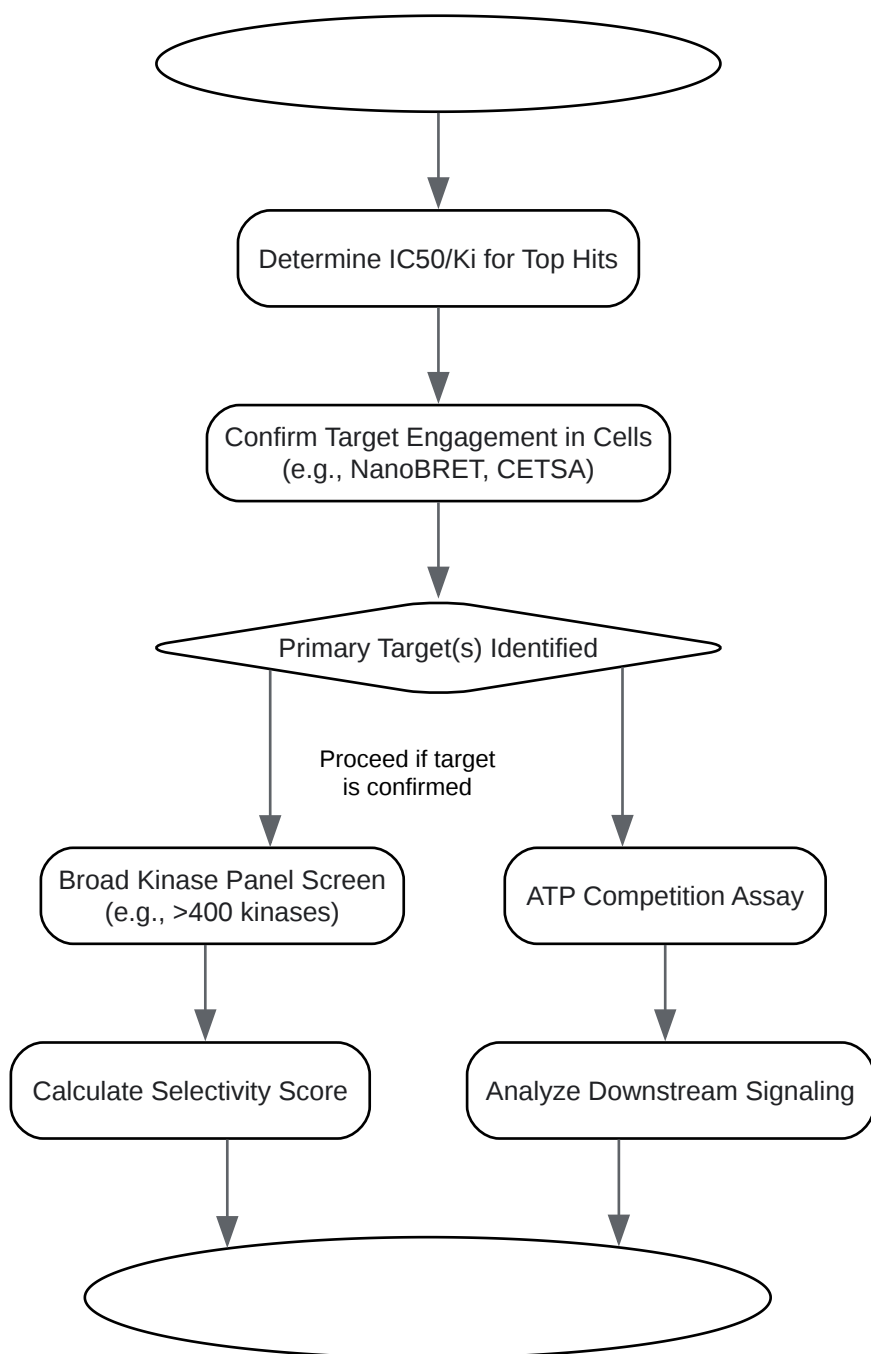 Determine IC50/Ki for Top Hits
Confirm Target Engagement in Cells
(e.g., NanoBRET, CETSA)
Primary Target(s) Identified
Proceed if target
is confirmed
Broad Kinase Panel Screen
(e.g., >400 kinases)
ATP Competition Assay
Calculate Selectivity Score
Analyze Downstream Signaling